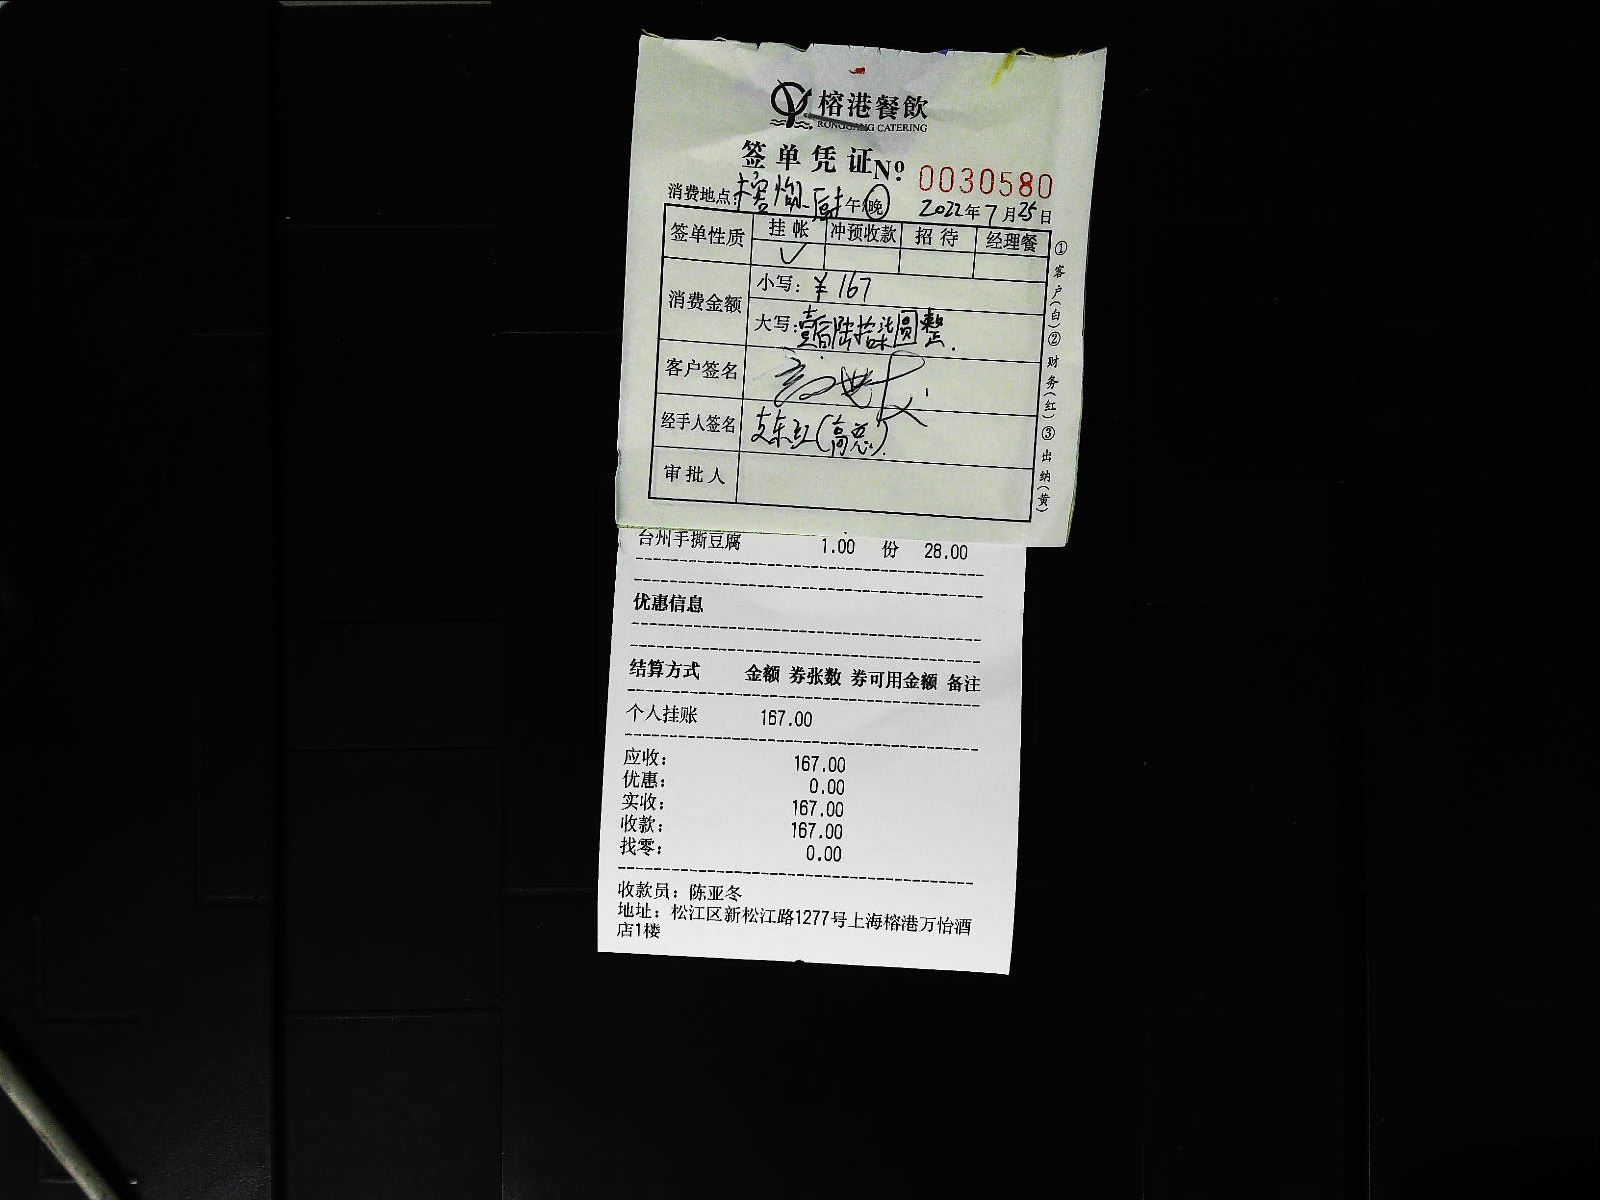 榕港餐飲
RONGGANG CATERING
签单凭证 Nº 0030580
消费地点: 榕怡 午/晚 2022年7月25日
签单性质 挂帐 冲预收款 招待 经理餐
✓
消费金额 小写: ¥167
大写: 壹佰陆拾柒圆整.
客户签名
经手人签名 支东红(高总).
审批人
①客户(白)②财务(红)③出纳(黄)
台州手撕豆腐 1.00 份 28.00
优惠信息
结算方式 金额 券张数 券可用金额 备注
个人挂账 167.00
应收: 167.00
优惠: 0.00
实收: 167.00
收款: 167.00
找零: 0.00
收款员: 陈亚冬
地址: 松江区新松江路1277号上海榕港万怡酒
店1楼